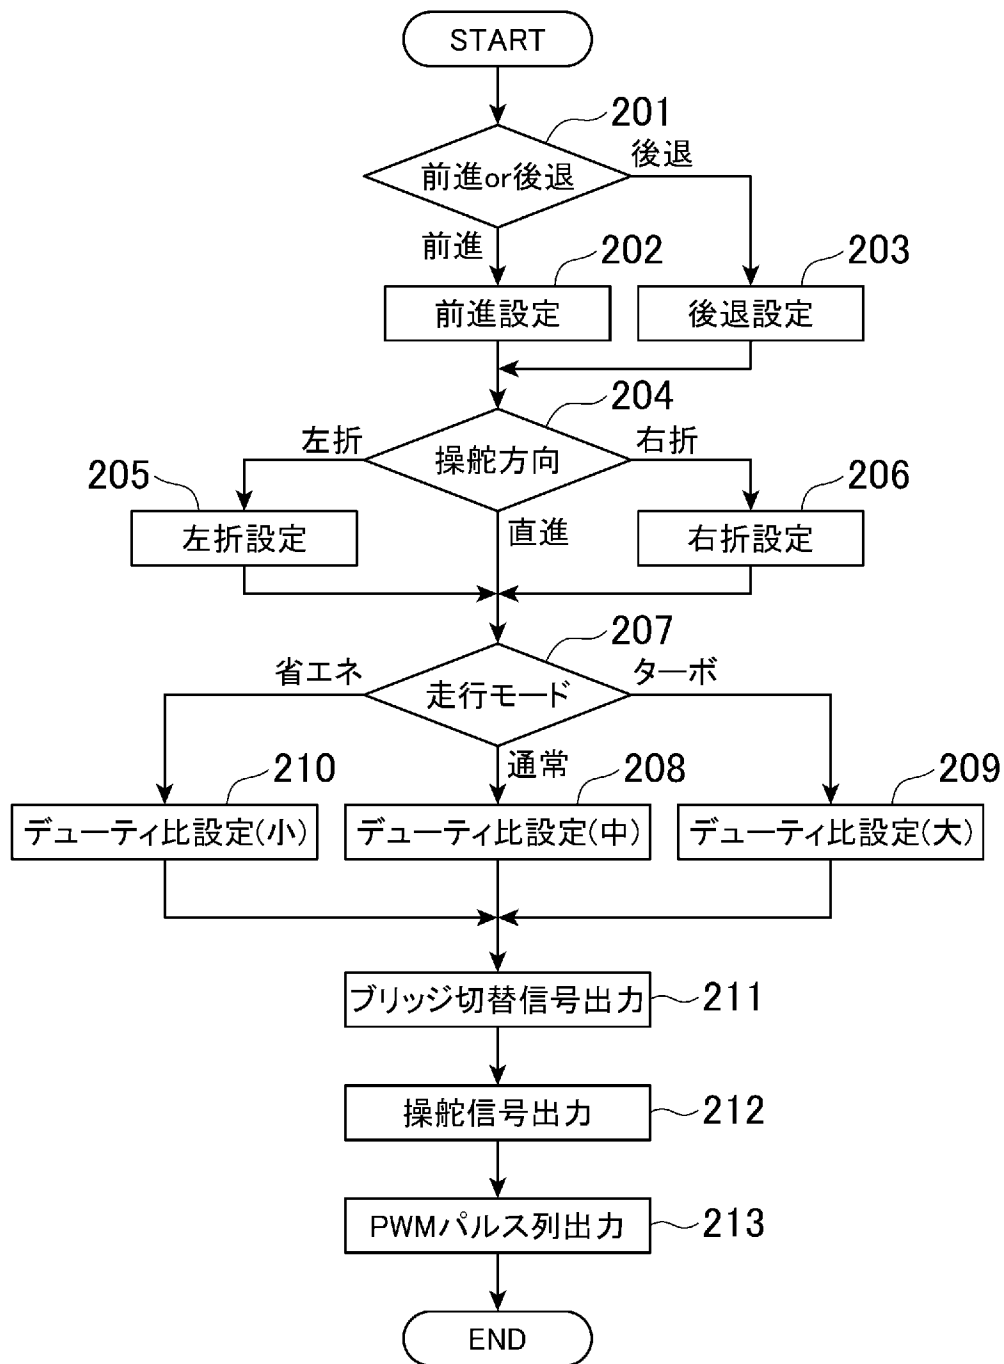 START
201
前進or後退
後退
前進
202
203
前進設定
後退設定
204
左折
右折
操舵方向
205
206
直進
左折設定
右折設定
207
省エネ
ターボ
走行モード
通常
210
208
209
デューティ比設定(小)
デューティ比設定(中)
デューティ比設定(大)
ブリッジ切替信号出力
211
操舵信号出力
212
PWMパルス列出力
213
END